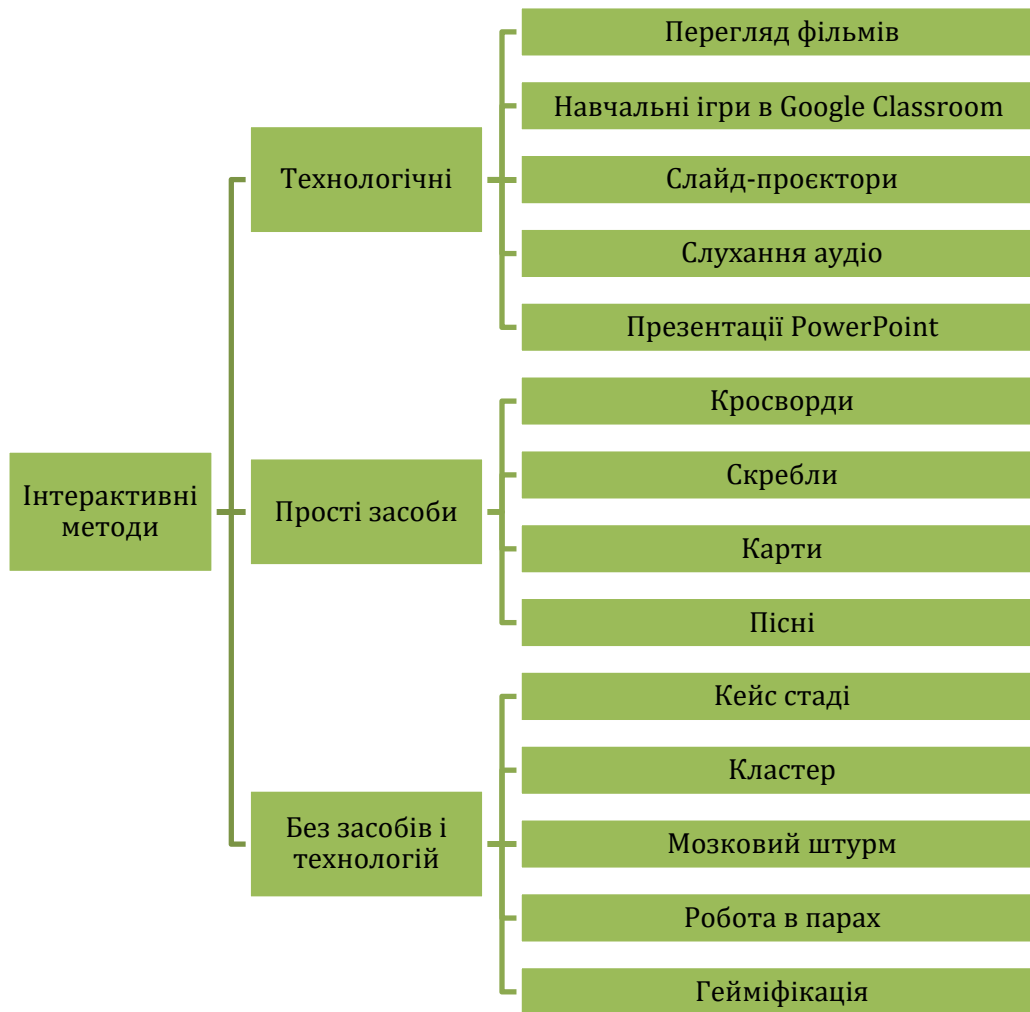 Інтерактивні
методи
Технологічні
Перегляд фільмів
Навчальні ігри в Google Classroom
Слайд-проєктори
Слухання аудіо
Презентації PowerPoint
Прості засоби
Кросворди
Скребли
Карти
Пісні
Без засобів і
технологій
Кейс стаді
Кластер
Мозковий штурм
Робота в парах
Гейміфікація